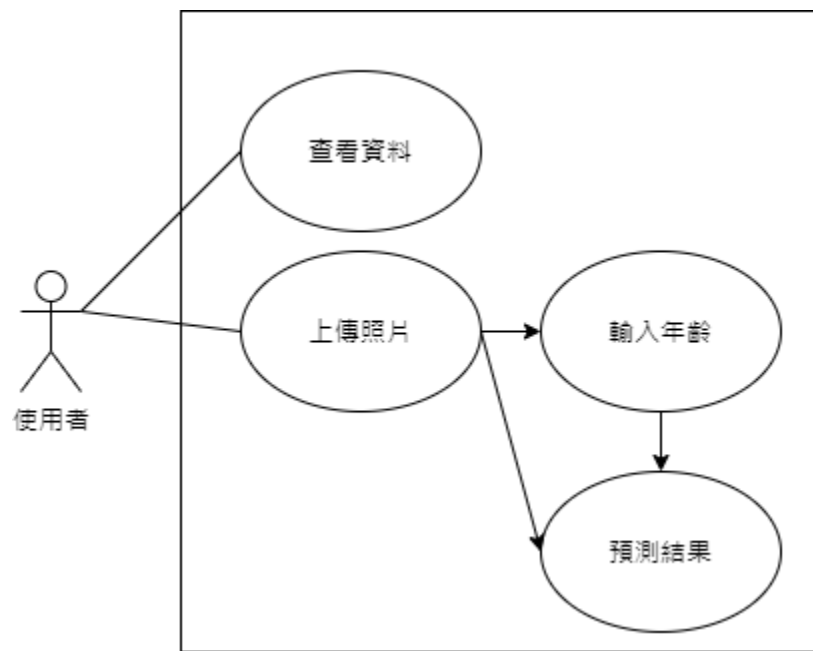 查看資料
上傳照片
輸入年齡
使用者
預測結果